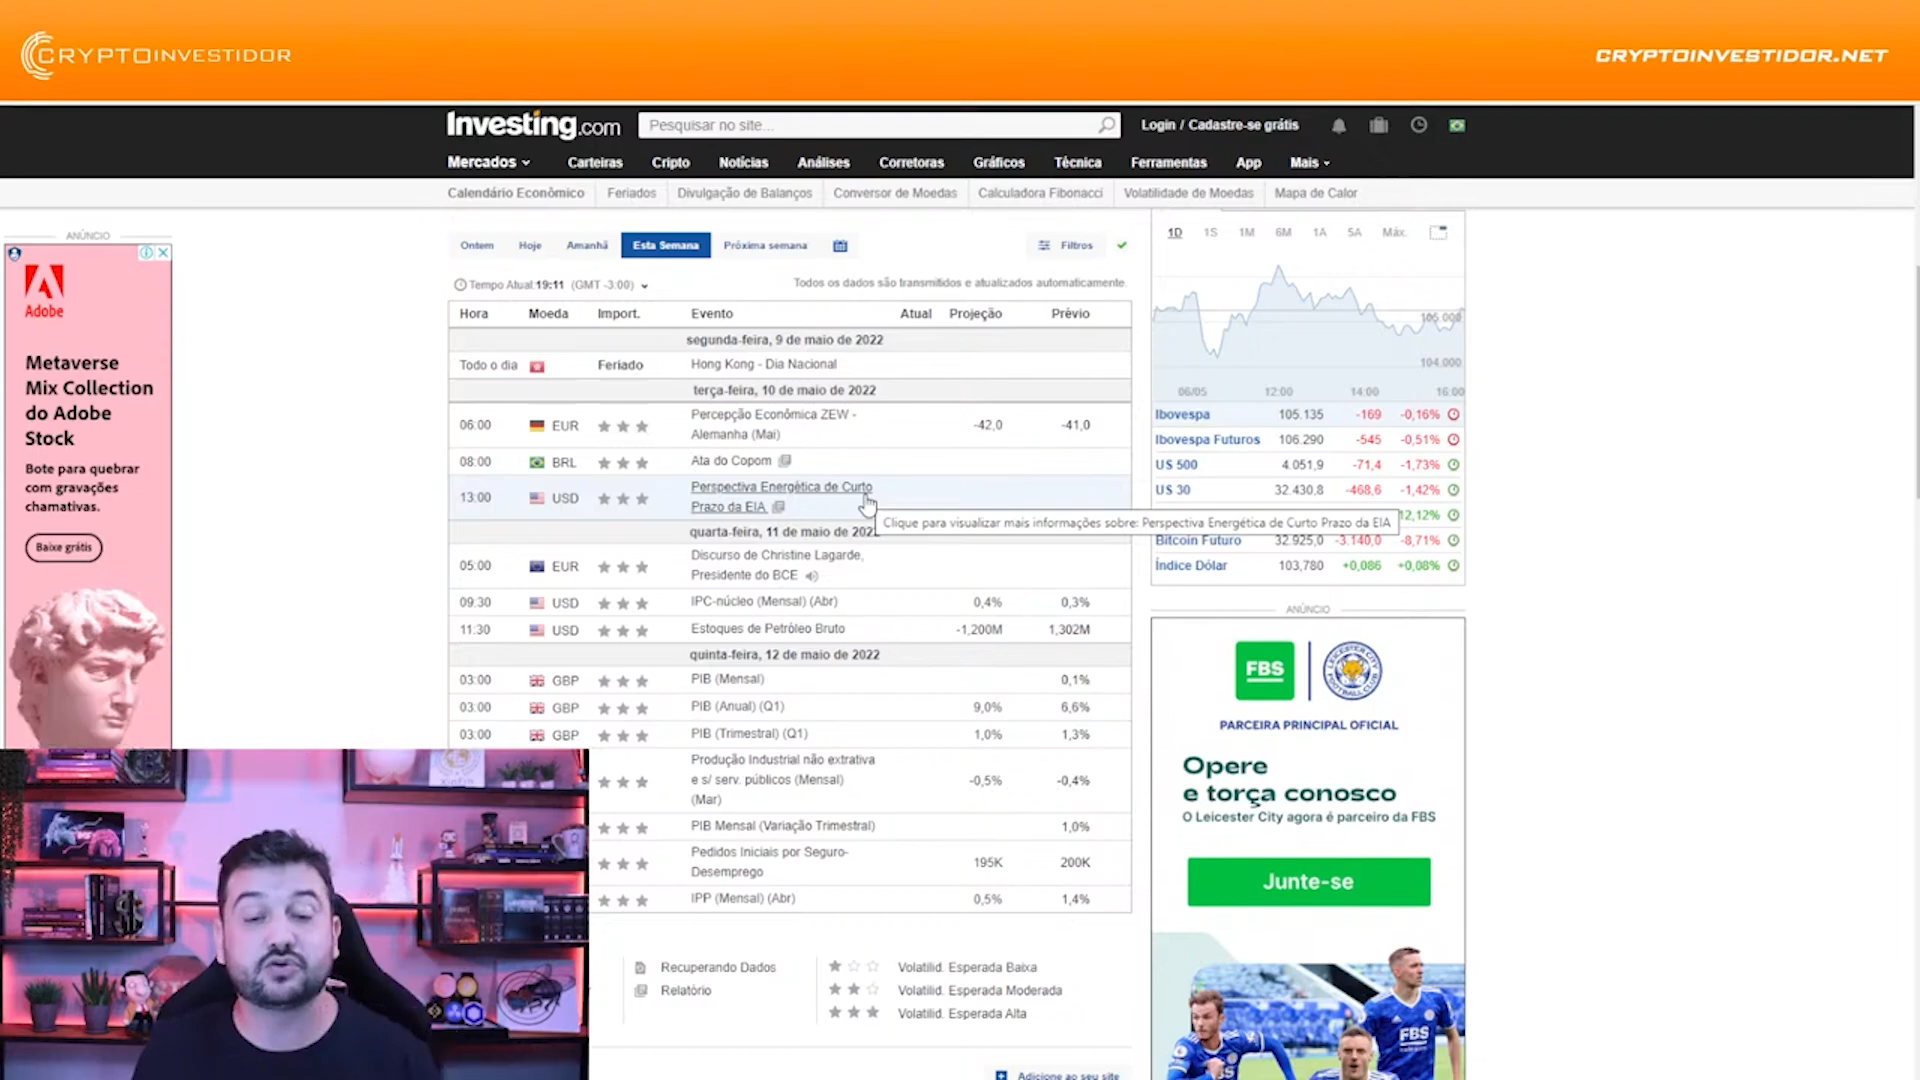 CRYPTOINVESTIDOR
CRYPTOINVESTIDOR.NET
Investing.com
Pesquisar no site...
Login / Cadastre-se grátis
Mercados
Carteiras
Cripto
Notícias
Análises
Corretoras
Gráficos
Técnica
Ferramentas
App
Mais
Calendário Econômico
Feriados
Divulgação de Balanços
Conversor de Moedas
Calculadora Fibonacci
Volatilidade de Moedas
Mapa de Calor
ANÚNCIO
Adobe
Metaverse
Mix Collection
do Adobe
Stock
Bote para quebrar
com gravações
chamativas.
Baixe grátis
Ontem
Hoje
Amanhã
Esta Semana
Próxima semana
Filtros
Tempo Atual:19:11 (GMT -3:00)
Todos os dados são transmitidos e atualizados automaticamente.
Hora Moeda Import. Evento Atual Projeção Prévio
segunda-feira, 9 de maio de 2022
Todo o dia Feriado Hong Kong - Dia Nacional
terça-feira, 10 de maio de 2022
06:00 EUR Percepção Econômica ZEW - -42,0 -41,0
Alemanha (Mai)
08:00 BRL Ata do Copom
13:00 USD Perspectiva Energética de Curto
Prazo da EIA
Clique para visualizar mais informações sobre: Perspectiva Energética de Curto Prazo da EIA
quarta-feira, 11 de maio de 2022
05:00 EUR Discurso de Christine Lagarde,
Presidente do BCE
09:30 USD IPC-núcleo (Mensal) (Abr) 0,4% 0,3%
11:30 USD Estoques de Petróleo Bruto -1,200M 1,302M
quinta-feira, 12 de maio de 2022
03:00 GBP PIB (Mensal) 0,1%
03:00 GBP PIB (Anual) (Q1) 9,0% 6,6%
03:00 GBP PIB (Trimestral) (Q1) 1,0% 1,3%
Produção Industrial não extrativa
e s/ serv. públicos (Mensal) -0,5% -0,4%
(Mar)
PIB Mensal (Variação Trimestral) 1,0%
Pedidos Iniciais por Seguro- 195K 200K
Desemprego
IPP (Mensal) (Abr) 0,5% 1,4%
Recuperando Dados
Relatório
Volatilid. Esperada Baixa
Volatilid. Esperada Moderada
Volatilid. Esperada Alta
Adicione ao seu site
1D 1S 1M 6M 1A 5A Máx.
105.000
104.000
06/05 12:00 14:00 16:00
Ibovespa 105.135 -169 -0,16%
Ibovespa Futuros 106.290 -545 -0,51%
US 500 4.051,9 -71,4 -1,73%
US 30 32.430,8 -468,6 -1,42%
12,12%
Bitcoin Futuro 32.925,0 -3.140,0 -8,71%
Índice Dólar 103,780 +0,086 +0,08%
ANÚNCIO
FBS
PARCEIRA PRINCIPAL OFICIAL
Opere
e torça conosco
O Leicester City agora é parceiro da FBS
Junte-se
FBS